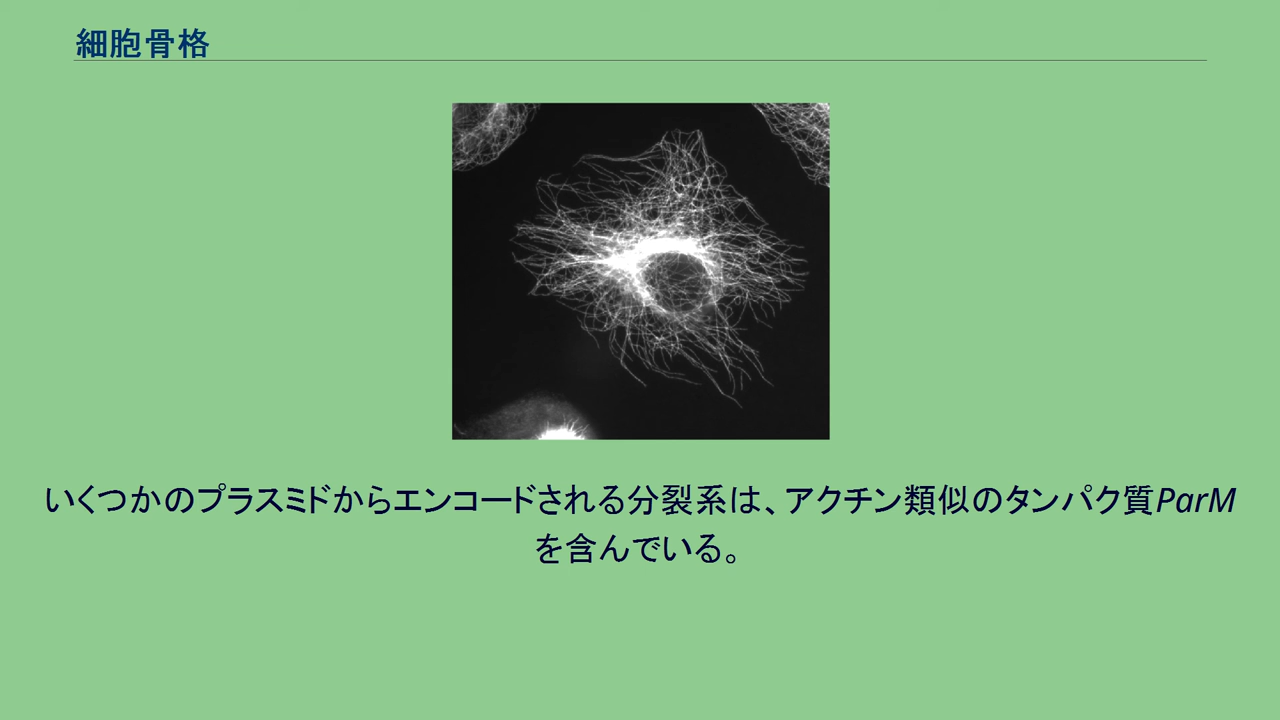 細胞骨格
いくつかのプラスミドからエンコードされる分裂系は、アクチン類似のタンパク質ParM
を含んでいる。